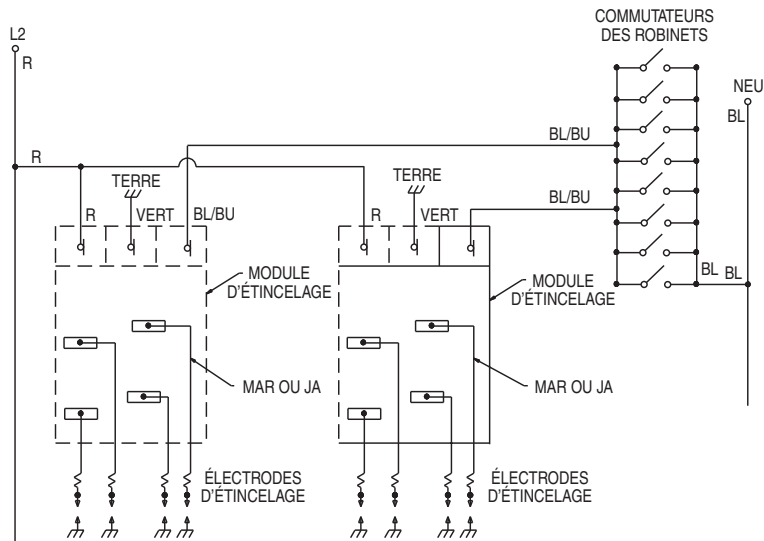 COMMUTATEURS
DES ROBINETS
L2
R
NEU
BL
BL/BU
R
TERRE
TERRE
BL/BU
R
VERT
BL/BU
R
VERT
BL BL
MODULE
D'ÉTINCELAGE
MODULE
D'ÉTINCELAGE
MAR OU JA
MAR OU JA
ÉLECTRODES
D'ÉTINCELAGE
ÉLECTRODES
D'ÉTINCELAGE